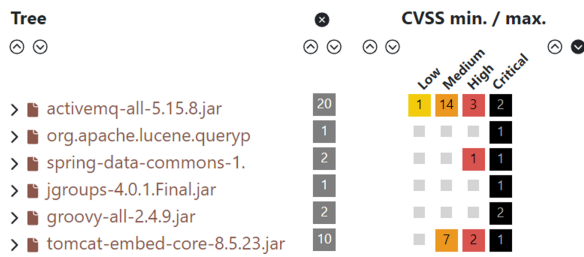 Tree CVSS min. / max.
Low Medium High Critical
activemq-all-5.15.8.jar 20 1 14 3 2
org.apache.lucene.queryp 1 1
spring-data-commons-1. 2 1 1
jgroups-4.0.1.Final.jar 1 1
groovy-all-2.4.9.jar 2 2
tomcat-embed-core-8.5.23.jar 10 7 2 1